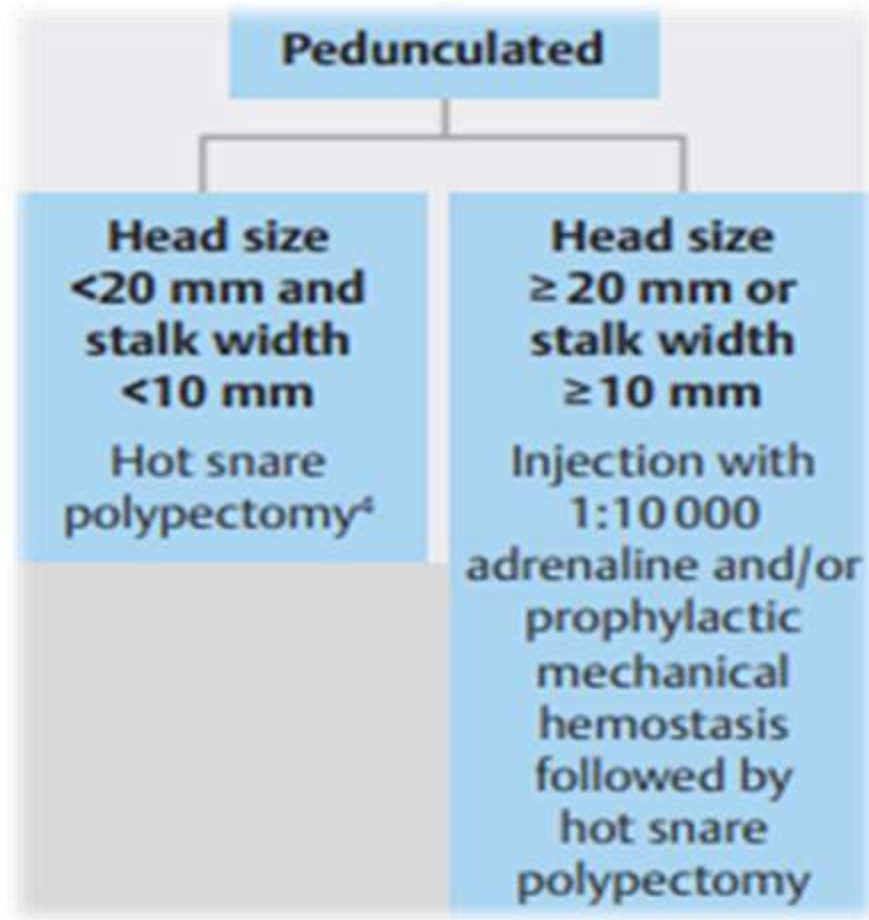 Pedunculated
Head size
<20 mm and
stalk width
<10 mm
Hot snare
polypectomy⁴
Head size
≥ 20 mm or
stalk width
≥10 mm
Injection with
1:10 000
adrenaline and/or
prophylactic
mechanical
hemostasis
followed by
hot snare
polypectomy